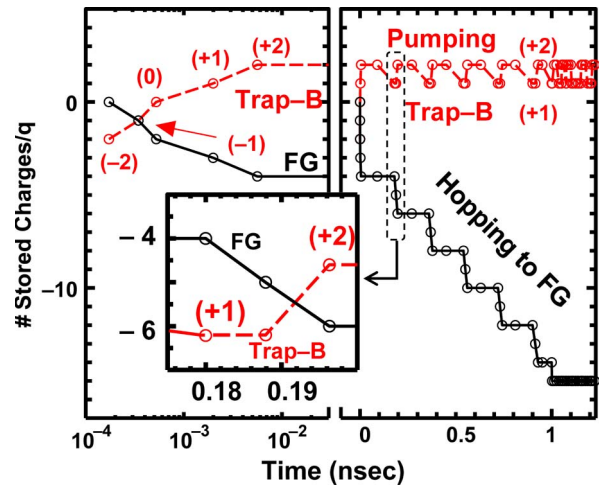 (+2)
(+1)
(0)
Trap–B
(–1)
(–2)
FG
Pumping
(+2)
Trap–B
(+1)
Hopping to FG
0
–10
# Stored Charges/q
– 4
– 6
FG
(+2)
(+1)
Trap–B
0.18
0.19
10–4
10–3
10–2
0
0.5
1
Time (nsec)